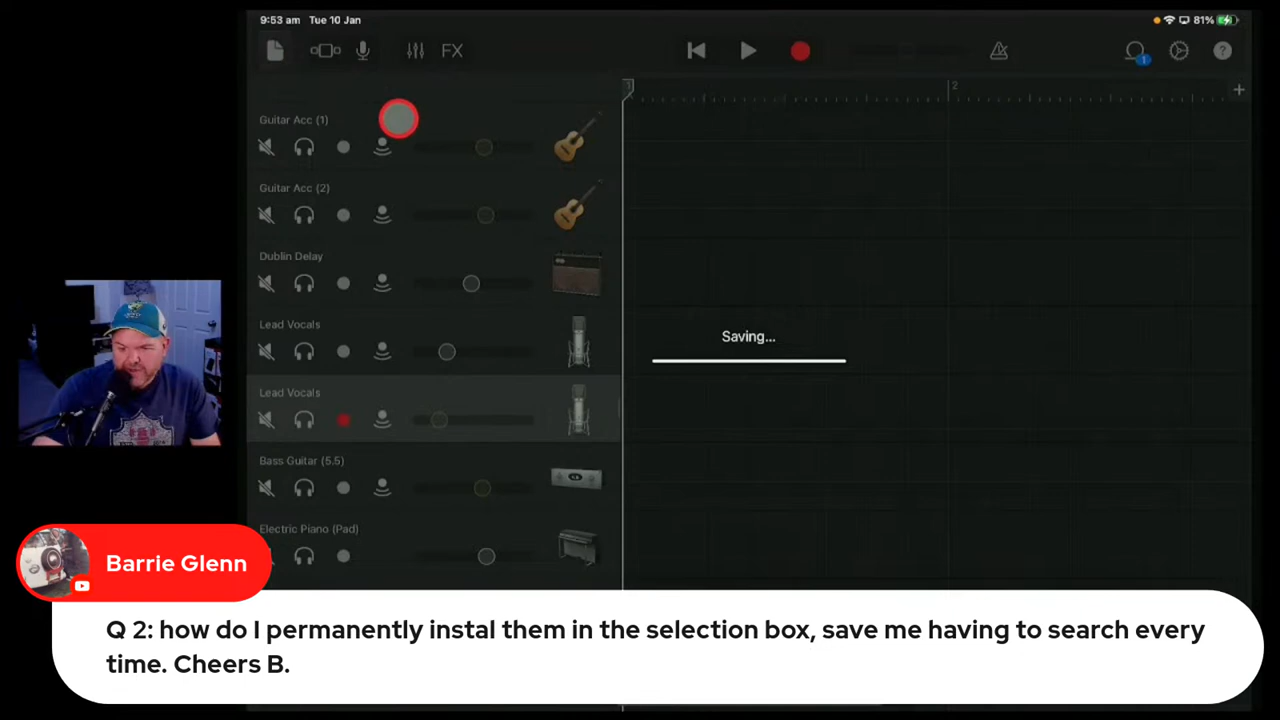 9:53 am Tue 10 Jan
81%
FX
1
1
2
Guitar Acc (1)
Guitar Acc (2)
Dublin Delay
Lead Vocals
Saving...
Lead Vocals
Bass Guitar (5.5)
Electric Piano (Pad)
Barrie Glenn
Q 2: how do I permanently instal them in the selection box, save me having to search every
time. Cheers B.